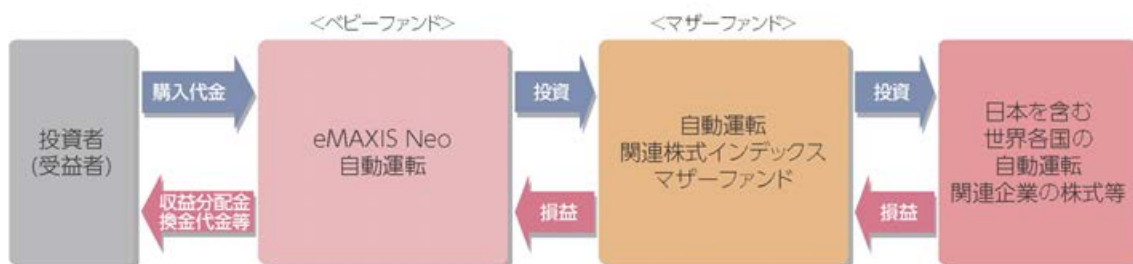 <ベビーファンド>
<マザーファンド>
投資者
(受益者)
購入代金
収益分配金
換金代金等
eMAXIS Neo
自動運転
投資
損益
自動運転
関連株式インデックス
マザーファンド
投資
損益
日本を含む
世界各国の
自動運転
関連企業の株式等